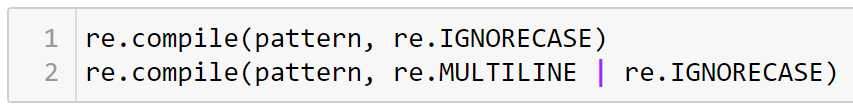 1 re.compile(pattern, re.IGNORECASE)
2 re.compile(pattern, re.MULTILINE | re.IGNORECASE)